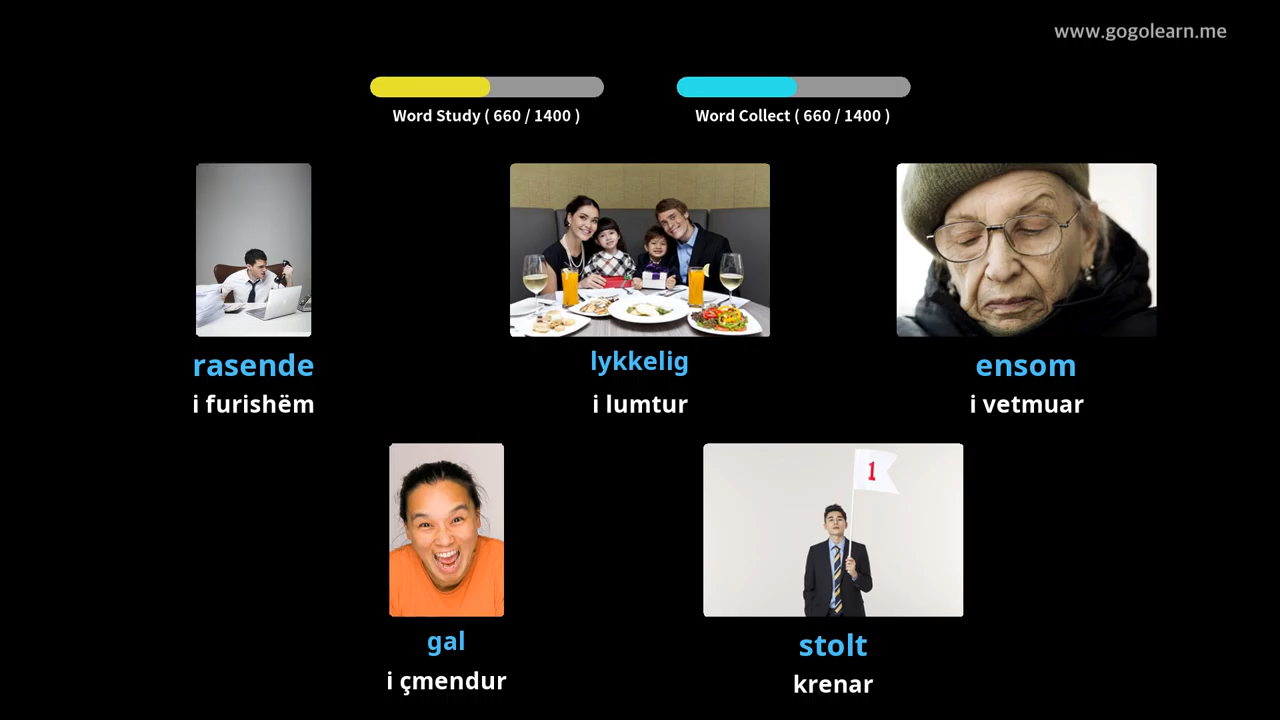 www.gogolearn.me
Word Study ( 660 / 1400 )
Word Collect ( 660 / 1400 )
rasende
i furishëm
lykkelig
i lumtur
ensom
i vetmuar
1
gal
i çmendur
stolt
krenar